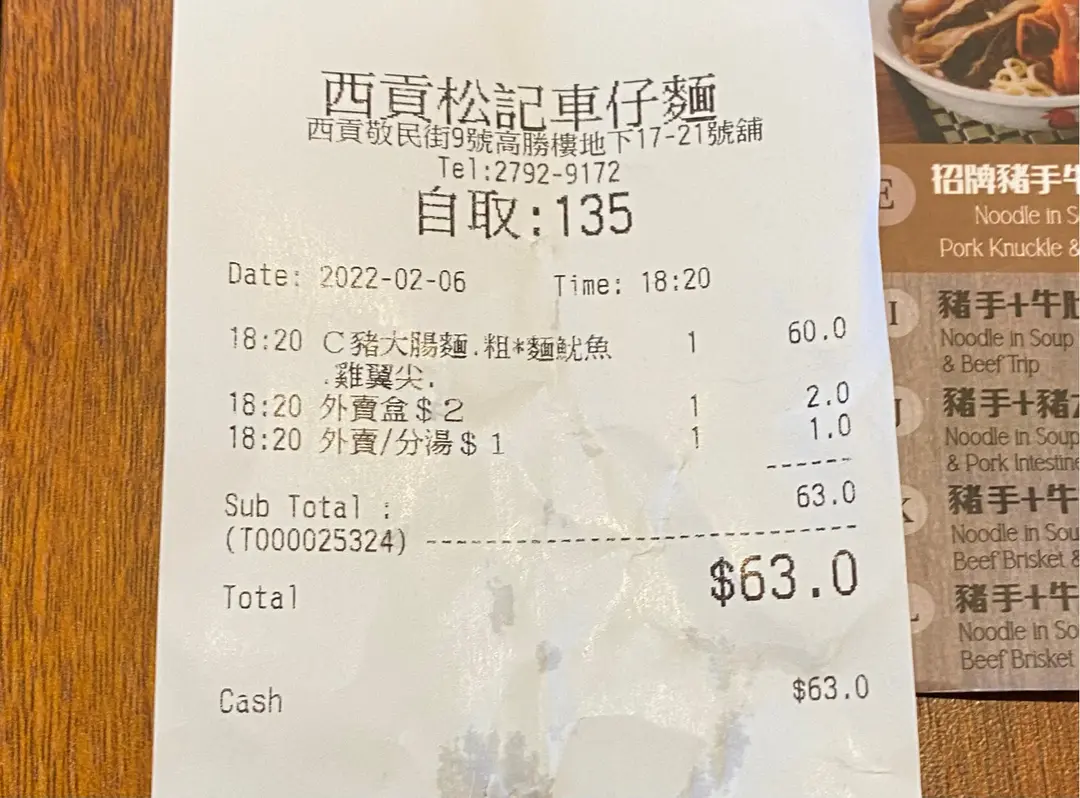 西貢松記車仔麵
西貢敬民街9號高勝樓地下17-21號舖
Tel:2792-9172
自取:135
Date: 2022-02-06 Time: 18:20
18:20 C豬大腸麵.粗*麵魷魚 1 60.0
.雞翼尖.
18:20 外賣盒$2 1 2.0
18:20 外賣/分湯$1 1 1.0
Sub Total : 63.0
(T000025324)
Total $63.0
Cash $63.0
E 招牌豬手牛
Noodle in S
Pork Knuckle &
I 豬手+牛肚
Noodle in Soup
& Beef Trip
J 豬手+豬大
Noodle in Soup
& Pork Intestine
K 豬手+牛
Noodle in Sou
Beef Brisket &
L 豬手+牛
Noodle in So
Beef Brisket